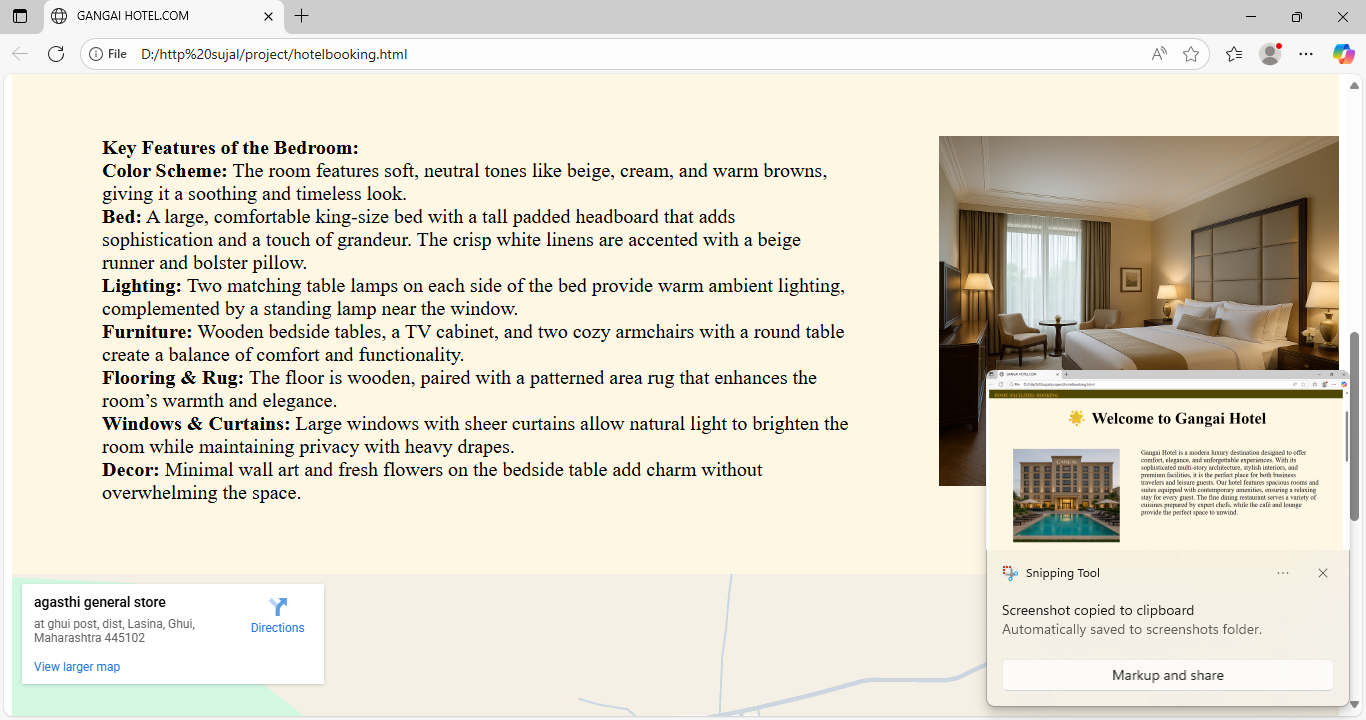 GANGAI HOTEL.COM
File D:/http%20sujal/project/hotelbooking.html
Key Features of the Bedroom:
Color Scheme: The room features soft, neutral tones like beige, cream, and warm browns,
giving it a soothing and timeless look.
Bed: A large, comfortable king-size bed with a tall padded headboard that adds
sophistication and a touch of grandeur. The crisp white linens are accented with a beige
runner and bolster pillow.
Lighting: Two matching table lamps on each side of the bed provide warm ambient lighting,
complemented by a standing lamp near the window.
Furniture: Wooden bedside tables, a TV cabinet, and two cozy armchairs with a round table
create a balance of comfort and functionality.
Flooring & Rug: The floor is wooden, paired with a patterned area rug that enhances the
room’s warmth and elegance.
Windows & Curtains: Large windows with sheer curtains allow natural light to brighten the
room while maintaining privacy with heavy drapes.
Decor: Minimal wall art and fresh flowers on the bedside table add charm without
overwhelming the space.
GANGAI HOTEL.COM
File D:/http%20sujal/project/hotelbooking.html
HOME FACILITIES BOOKING
Welcome to Gangai Hotel
GANGAI
Gangai Hotel is a modern luxury destination designed to offer
comfort, elegance, and unforgettable experiences. With its
sophisticated multi-story architecture, stylish interiors, and
premium facilities, it is the perfect place for both business
travelers and leisure guests. Our hotel features spacious rooms and
suites equipped with contemporary amenities, ensuring a relaxing
stay for every guest. The fine dining restaurant serves a variety of
cuisines prepared by expert chefs, while the café and lounge
provide the perfect space to unwind.
Snipping Tool
Screenshot copied to clipboard
Automatically saved to screenshots folder.
Markup and share
agasthi general store
at ghui post, dist, Lasina, Ghui,
Maharashtra 445102
Directions
View larger map